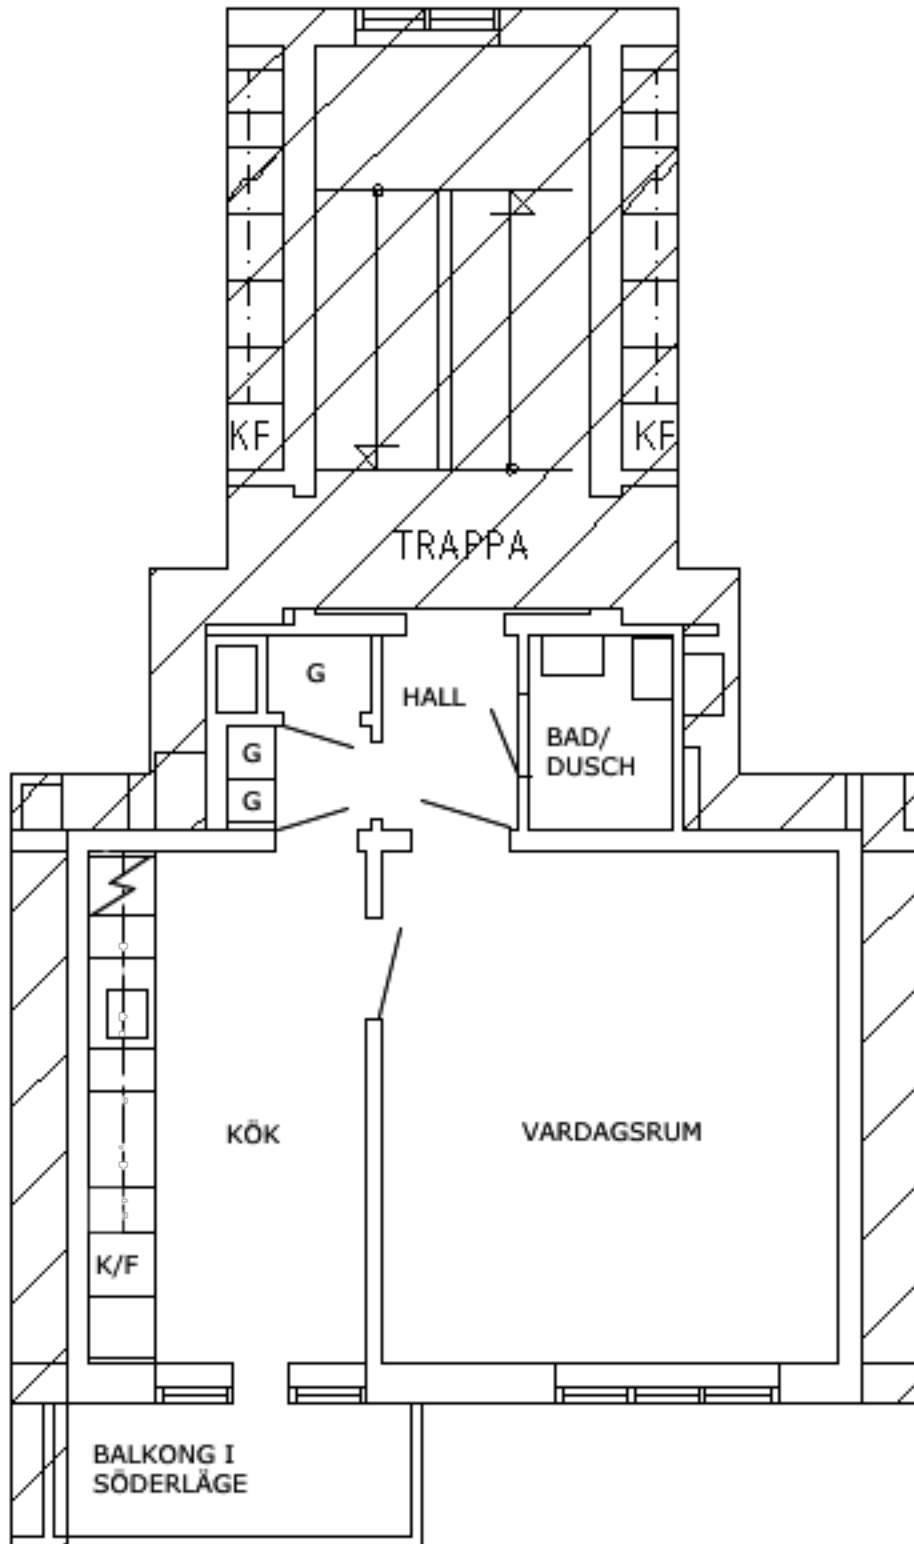 KF
KF
TRAPPA
G
HALL
G
BAD/
DUSCH
G
KÖK
VARDAGSRUM
K/F
BALKONG I
SÖDERLÄGE